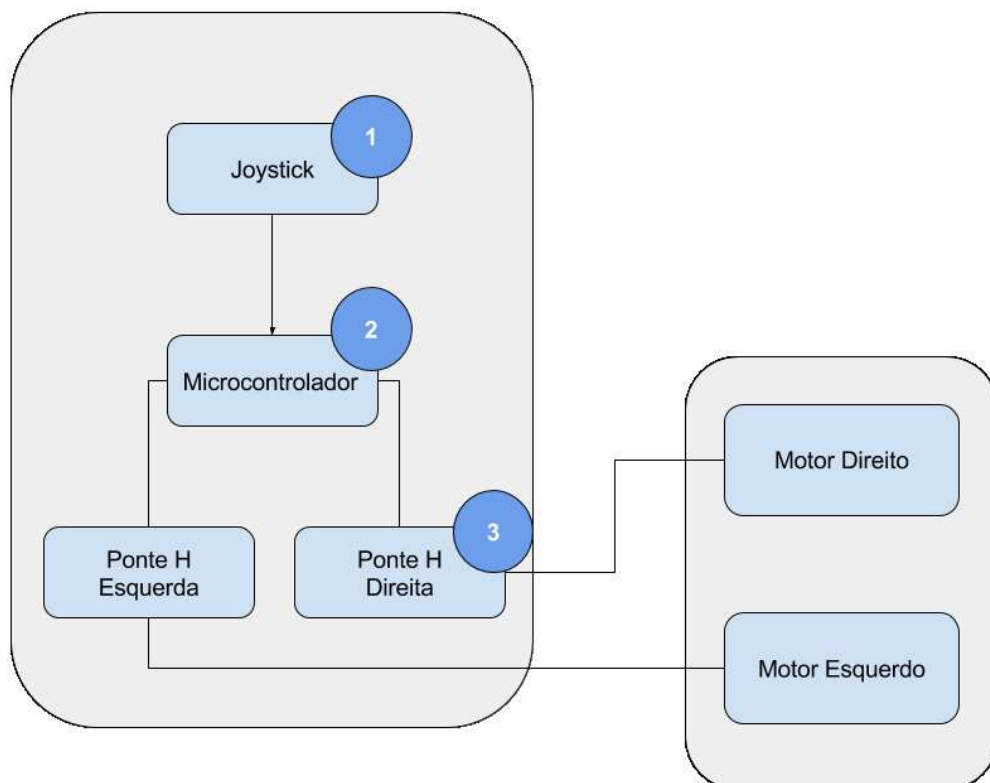 1
Joystick
2
Microcontrolador
Motor Direito
3
Ponte H
Esquerda
Ponte H
Direita
Motor Esquerdo